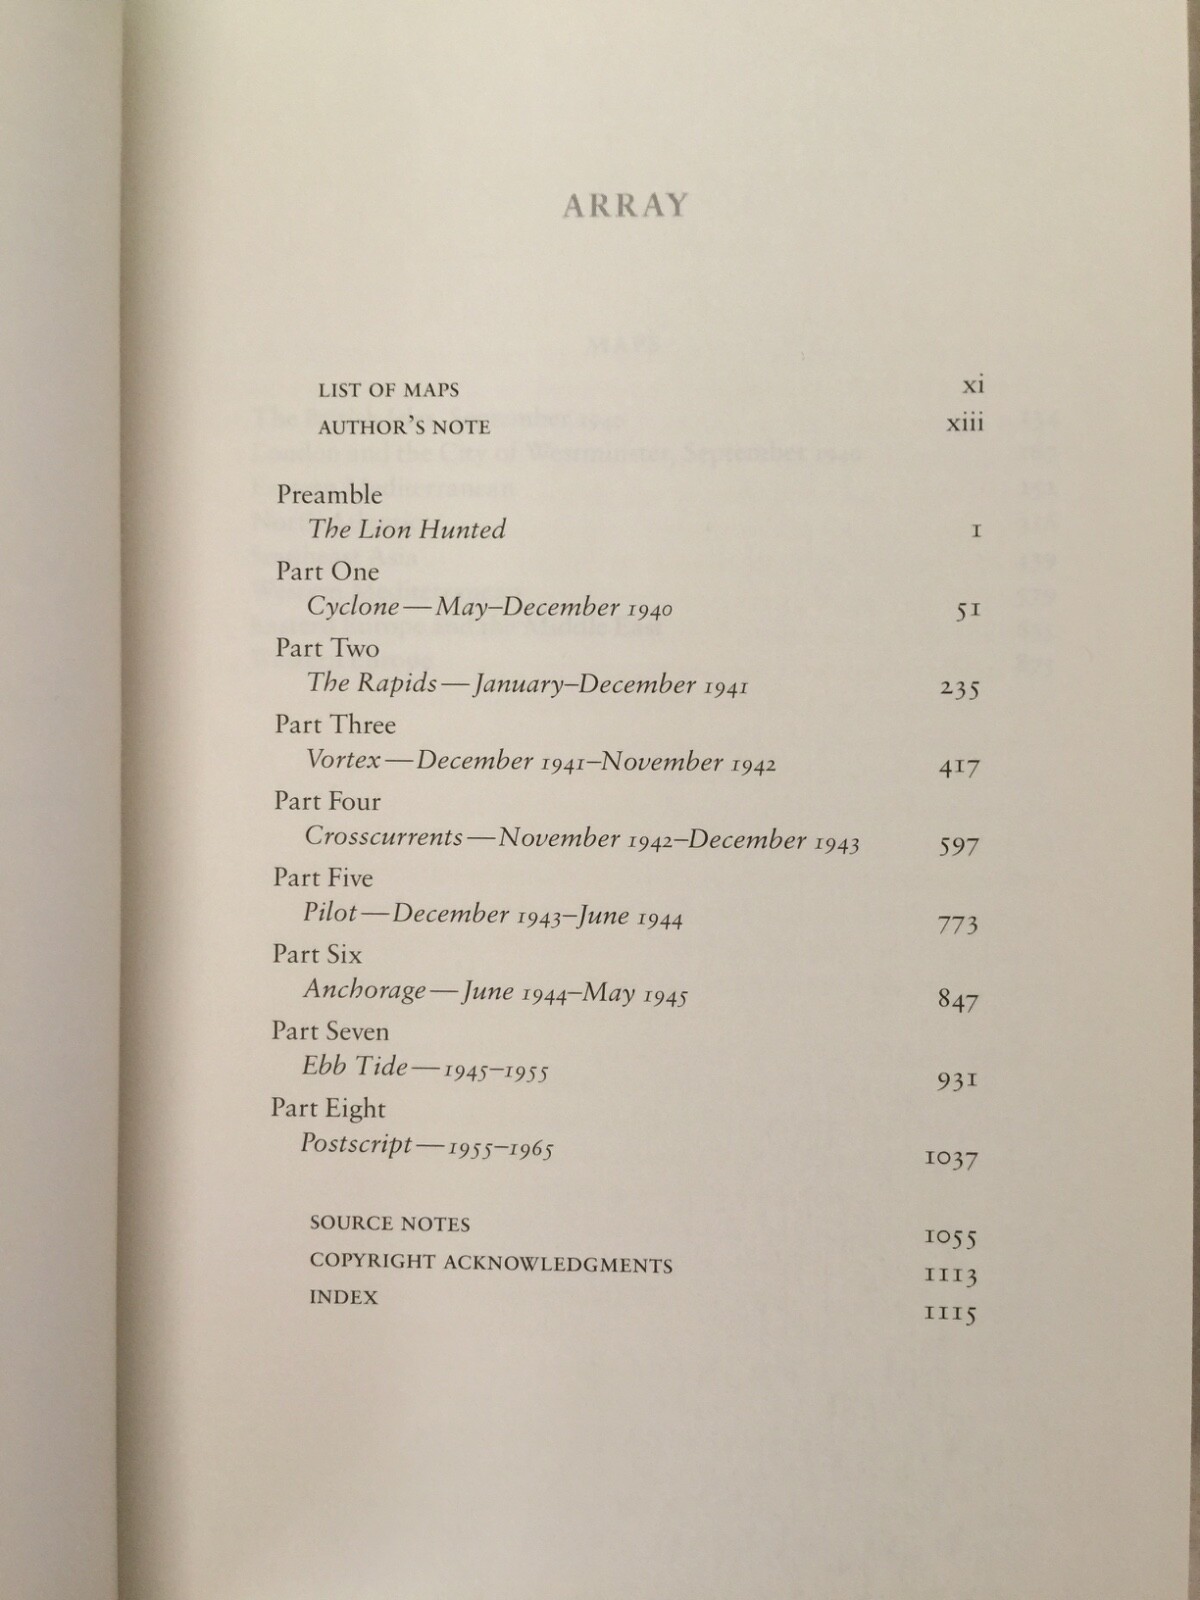 ARRAY
LIST OF MAPS xi
AUTHOR'S NOTE xiii
Preamble
The Lion Hunted 1
Part One
Cyclone—May–December 1940 51
Part Two
The Rapids—January–December 1941 235
Part Three
Vortex—December 1941–November 1942 417
Part Four
Crosscurrents—November 1942–December 1943 597
Part Five
Pilot—December 1943–June 1944 773
Part Six
Anchorage—June 1944–May 1945 847
Part Seven
Ebb Tide—1945–1955 931
Part Eight
Postscript—1955–1965 1037
SOURCE NOTES 1055
COPYRIGHT ACKNOWLEDGMENTS 1113
INDEX 1115